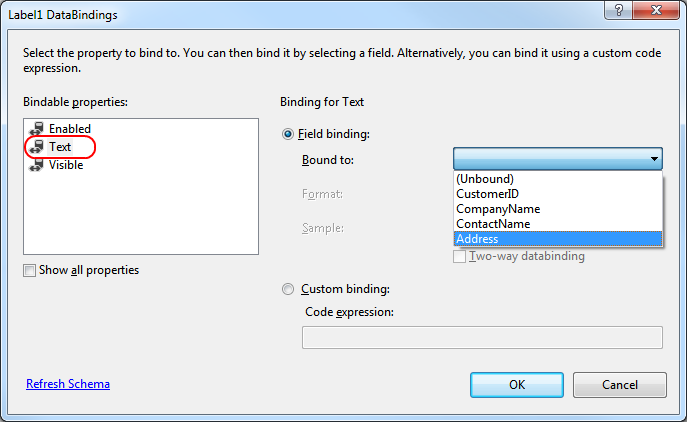 Label1 DataBindings
?
Select the property to bind to. You can then bind it by selecting a field. Alternatively, you can bind it using a custom code
expression.
Bindable properties:
Enabled
Text
Visible
Show all properties
Binding for Text
Field binding:
Bound to:
(Unbound)
CustomerID
CompanyName
ContactName
Address
Format:
Sample:
Two-way databinding
Custom binding:
Code expression:
Refresh Schema
OK
Cancel